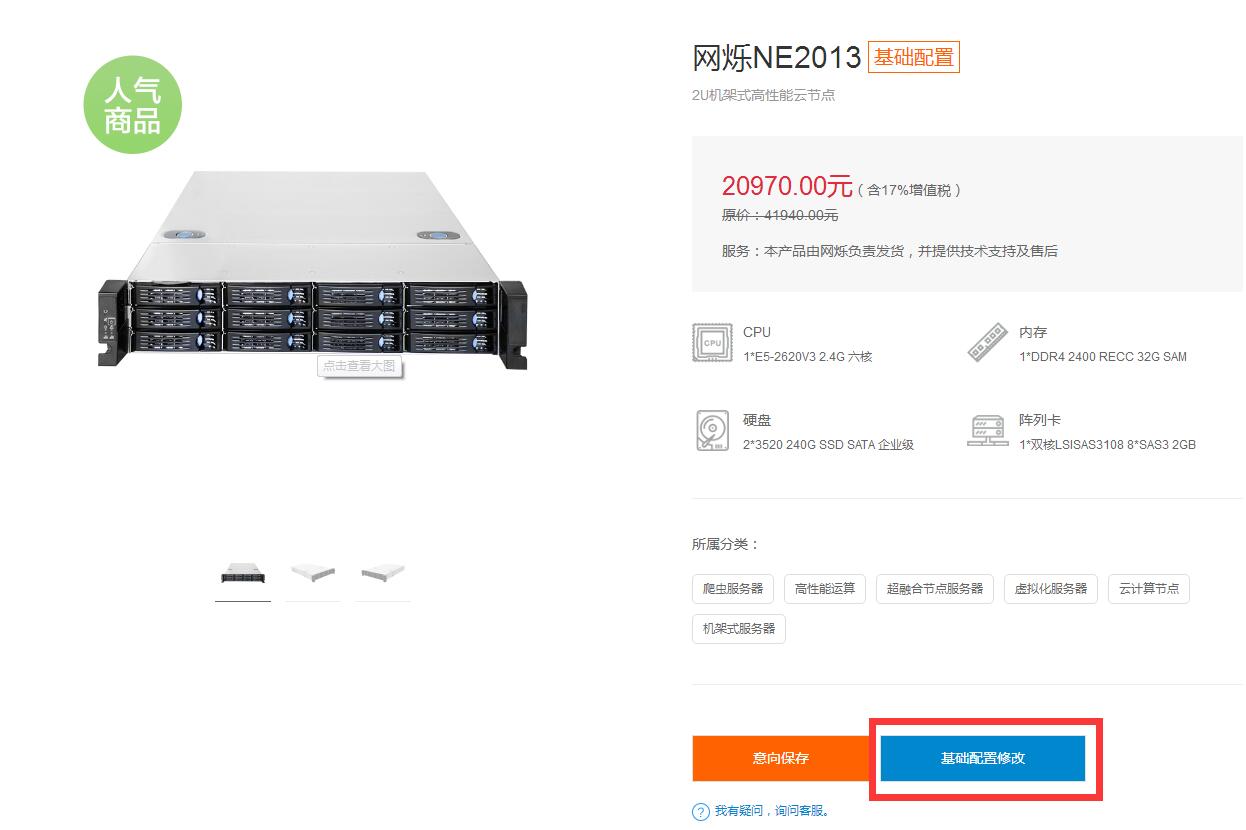 人气
商品
网烁NE2013 基础配置
2U机架式高性能云节点
20970.00元（含17%增值税）
原价：41940.00元
服务：本产品由网烁负责发货，并提供技术支持及售后
CPU
CPU
1*E5-2620V3 2.4G 六核
内存
1*DDR4 2400 RECC 32G SAM
点击查看大图
硬盘
2*3520 240G SSD SATA 企业级
阵列卡
1*双核LSISAS3108 8*SAS3 2GB
所属分类：
爬虫服务器 高性能运算 超融合节点服务器 虚拟化服务器 云计算节点
机架式服务器
意向保存 基础配置修改
? 我有疑问，询问客服。